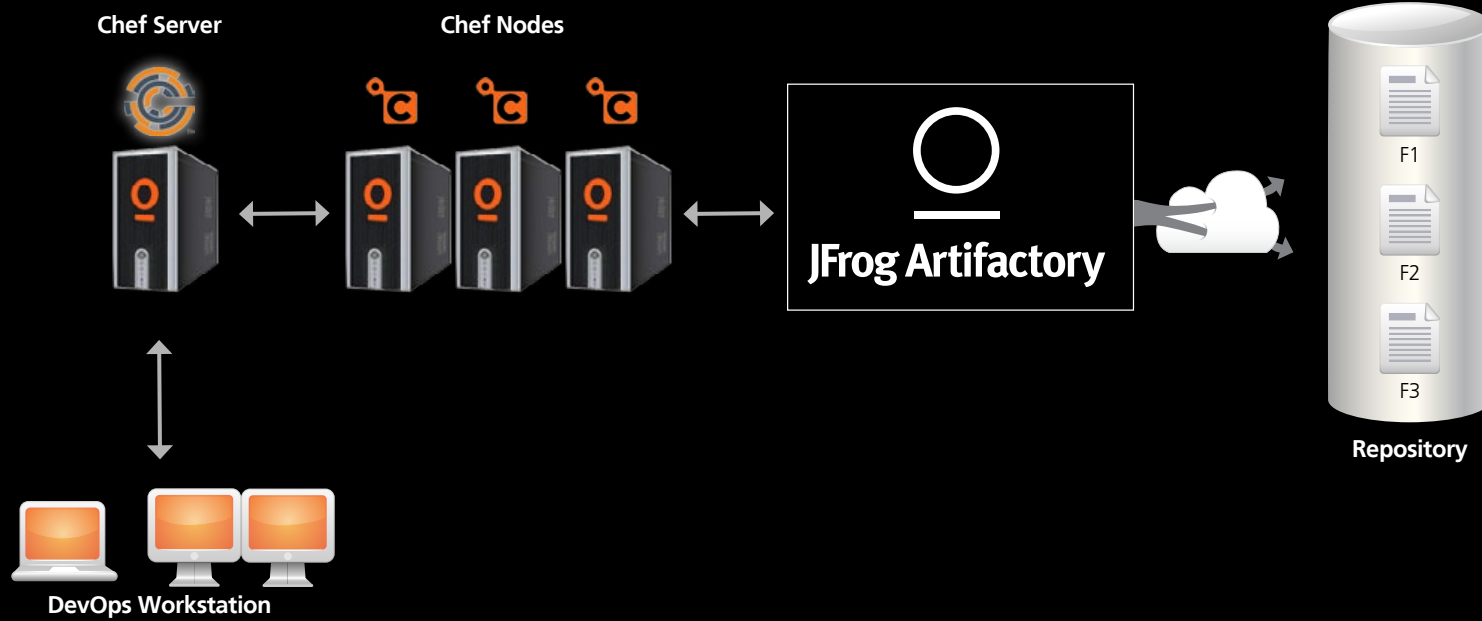 Chef Server
Chef Nodes
JFrog Artifactory
F1
F2
F3
Repository
DevOps Workstation